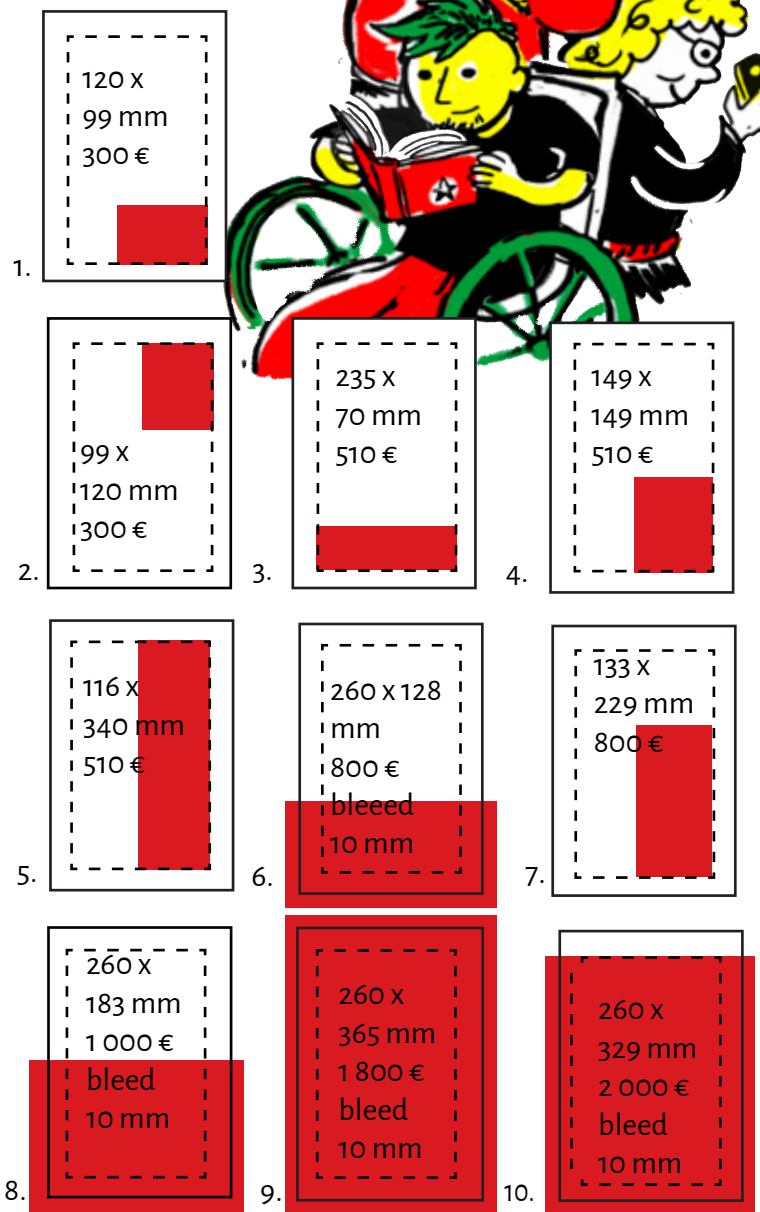 120 x
99 mm
300 €
1.
99 x
120 mm
300 €
2.
235 x
70 mm
510 €
3.
149 x
149 mm
510 €
4.
116 x
340 mm
510 €
5.
260 x 128
mm
800 €
bleeed
10 mm
6.
133 x
229 mm
800 €
7.
260 x
183 mm
1 000 €
bleed
10 mm
8.
260 x
365 mm
1 800 €
bleed
10 mm
9.
260 x
329 mm
2 000 €
bleed
10 mm
10.